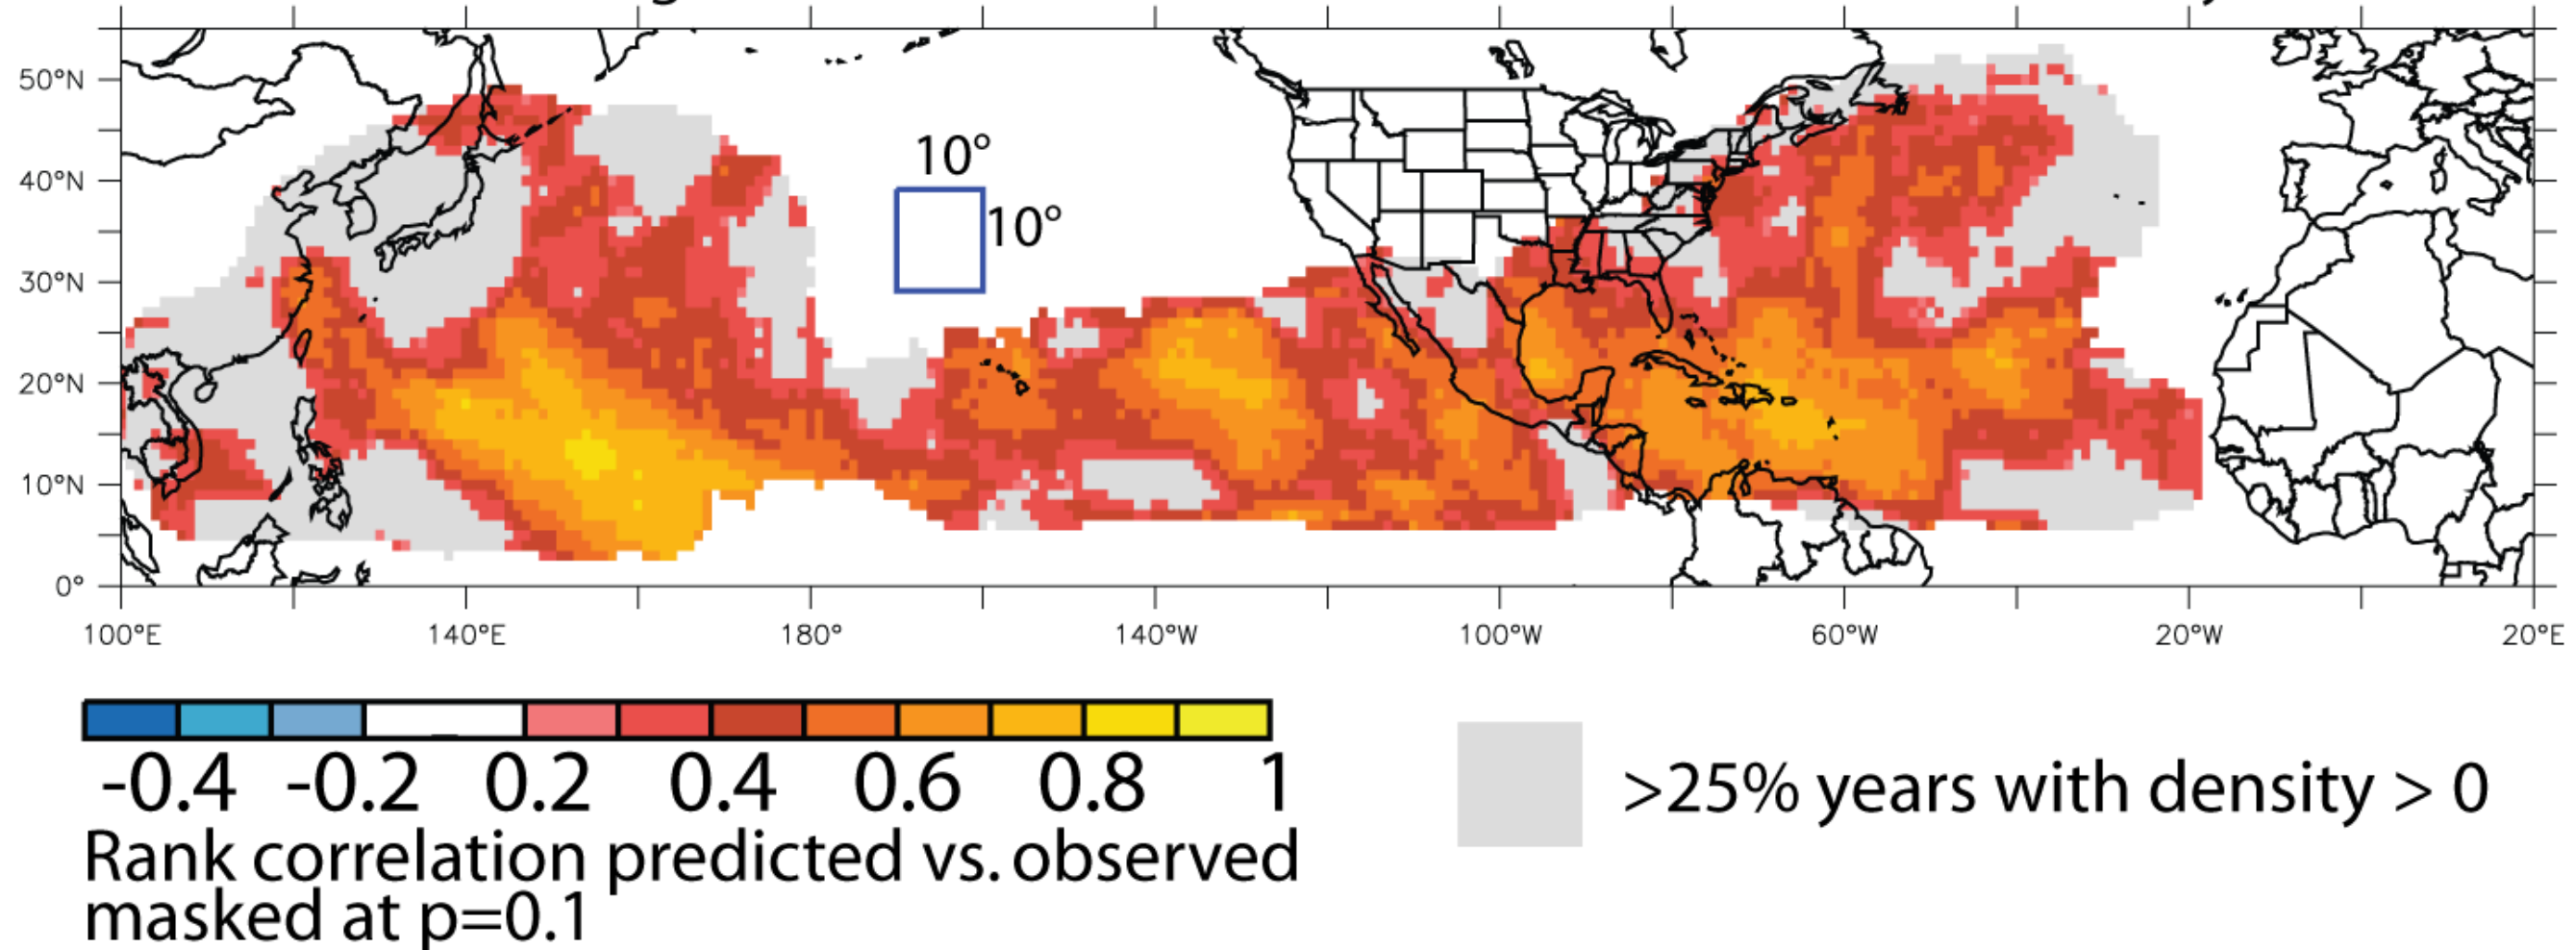 50°N
40°N
30°N
20°N
10°N
0°
10°
10°
100°E 140°E 180° 140°W 100°W 60°W 20°W 20°E
-0.4 -0.2 0.2 0.4 0.6 0.8 1
Rank correlation predicted vs. observed
masked at p=0.1
>25% years with density > 0